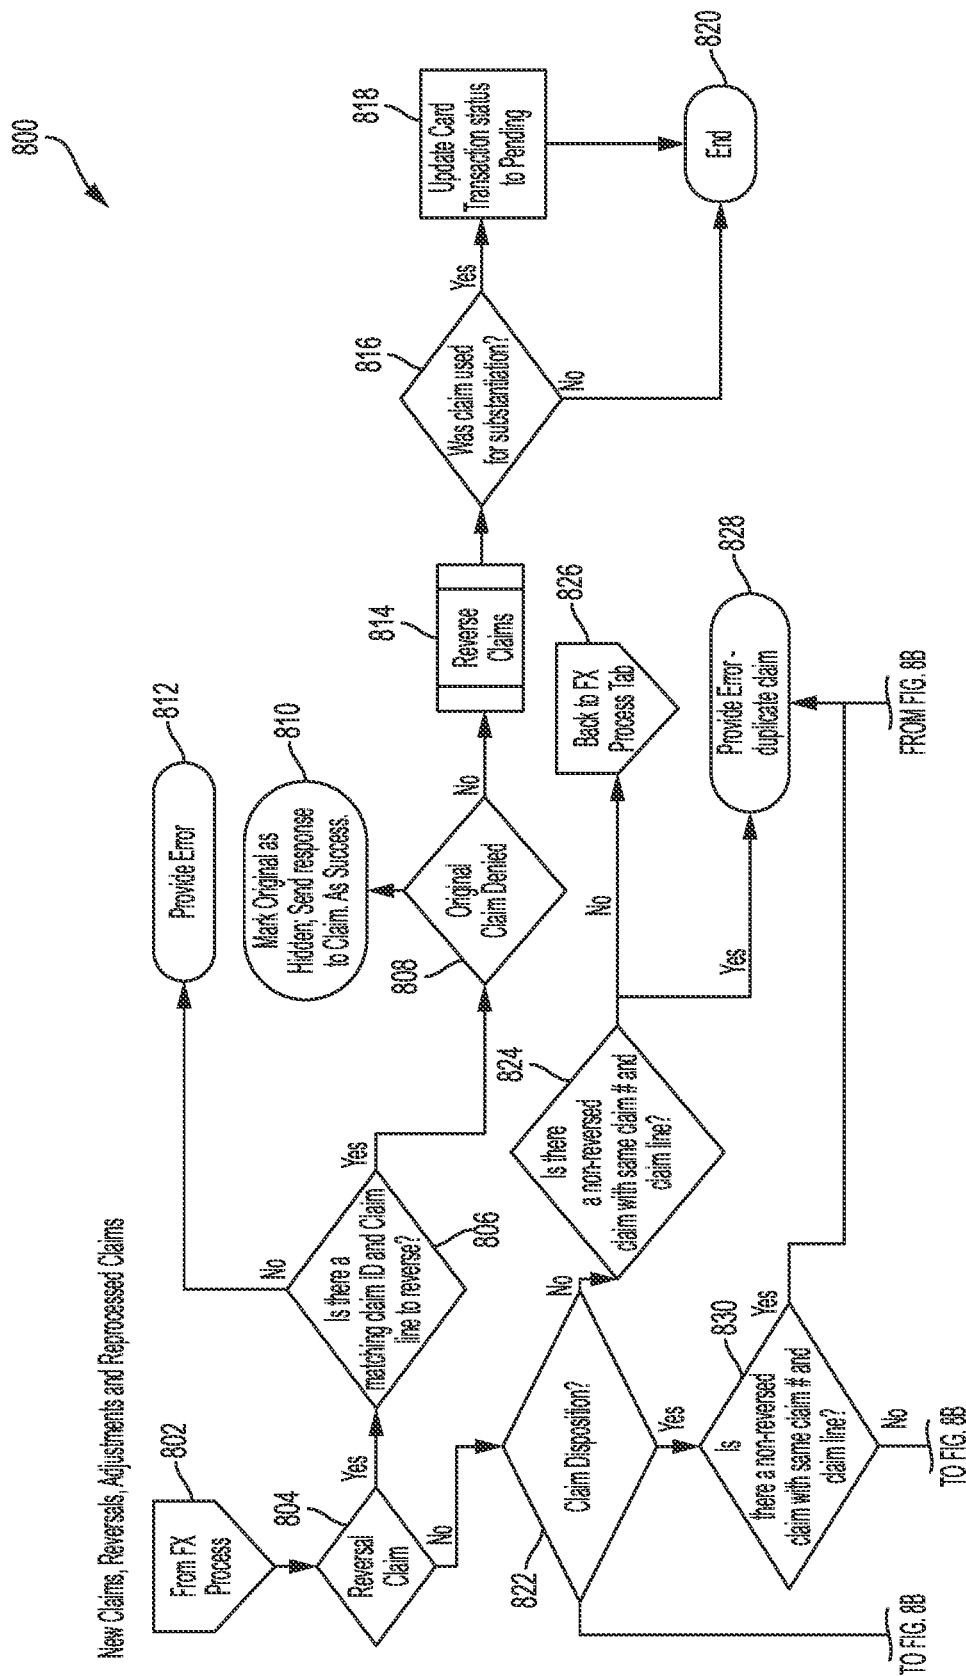 800
New Claims, Reversals, Adjustments and Reprocessed Claims
802
From FX
Process
804
Reversal
Claim
Yes
No
806
Is there a
matching claim ID and Claim
line to reverse?
No
Yes
812
Provide Error
810
Mark Original as
Hidden; Send response
to Claim. As Success.
808
Original
Claim Denied
No
814
Reverse
Claims
816
Was claim used
for substantiation?
Yes
No
818
Update Card
Transaction status
to Pending
820
End
822
Claim Disposition?
No
Yes
824
Is there
a non-reversed
claim with same claim # and
claim line?
No
Yes
826
Back to FX
Process Tab
828
Provide Error -
duplicate claim
830
Is
there a non-reversed
claim with same claim # and
claim line?
Yes
No
TO FIG. 8B
TO FIG. 8B
FROM FIG. 8B